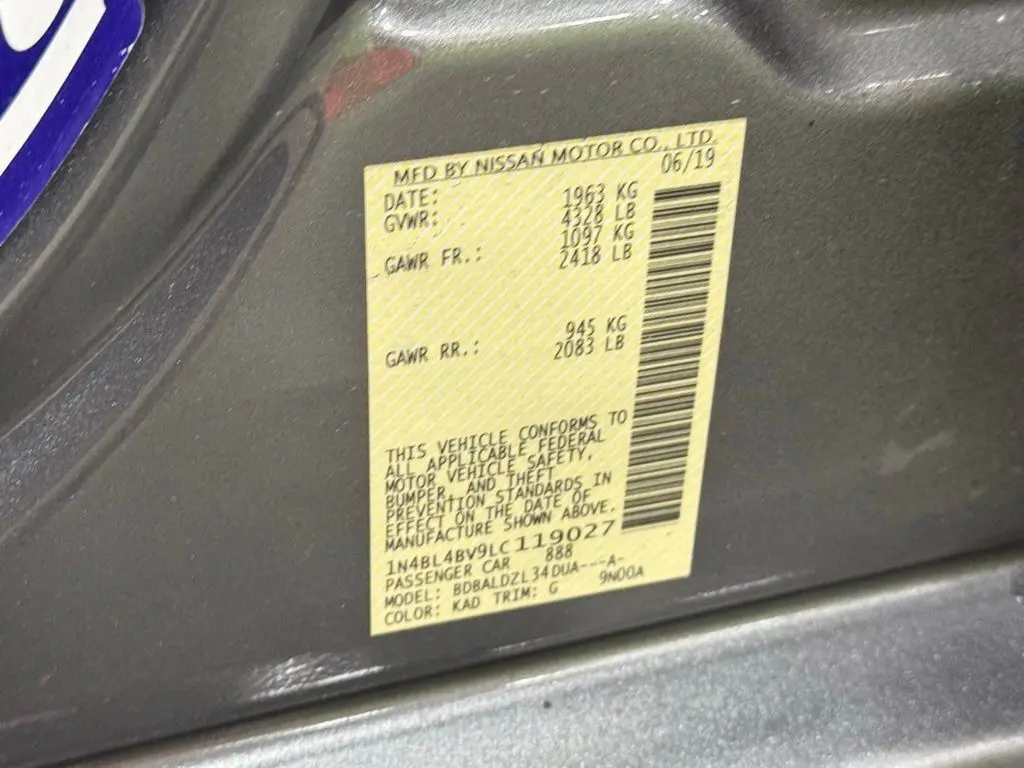 MFD BY NISSAN MOTOR CO., LTD.
DATE: 06/19
GVWR: 1963 KG
4328 LB
GAWR FR.: 1097 KG
2418 LB
GAWR RR.: 945 KG
2083 LB
THIS VEHICLE CONFORMS TO
ALL APPLICABLE FEDERAL
MOTOR VEHICLE SAFETY,
BUMPER, AND THEFT
PREVENTION STANDARDS IN
EFFECT ON THE DATE OF
MANUFACTURE SHOWN ABOVE.
1N4BL4BV9LC119027
PASSENGER CAR 888
MODEL: BDBALDZL34DUA---A-
COLOR: KAD TRIM: G 9N00A